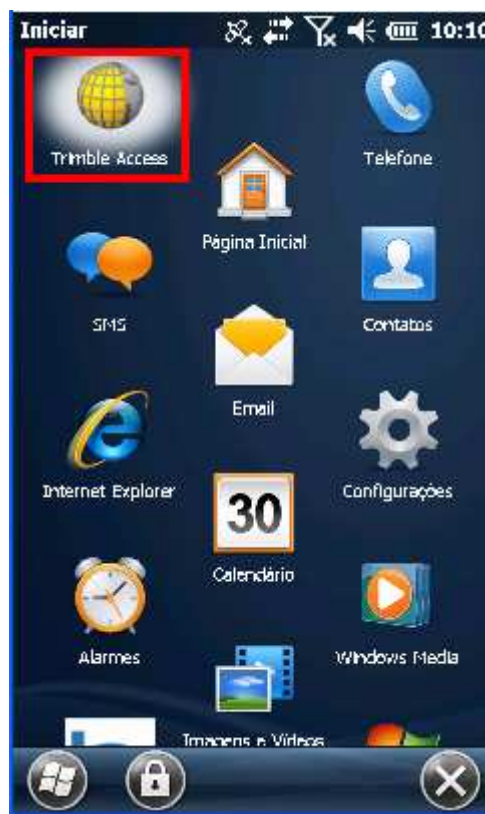 Iniciar 10:10
Trimble Access
Telefone
Página Inicial
SMS
Contatos
Email
Internet Explorer
Configurações
30
Calendário
Alarmes
Windows Media
Imagens e Vídeos